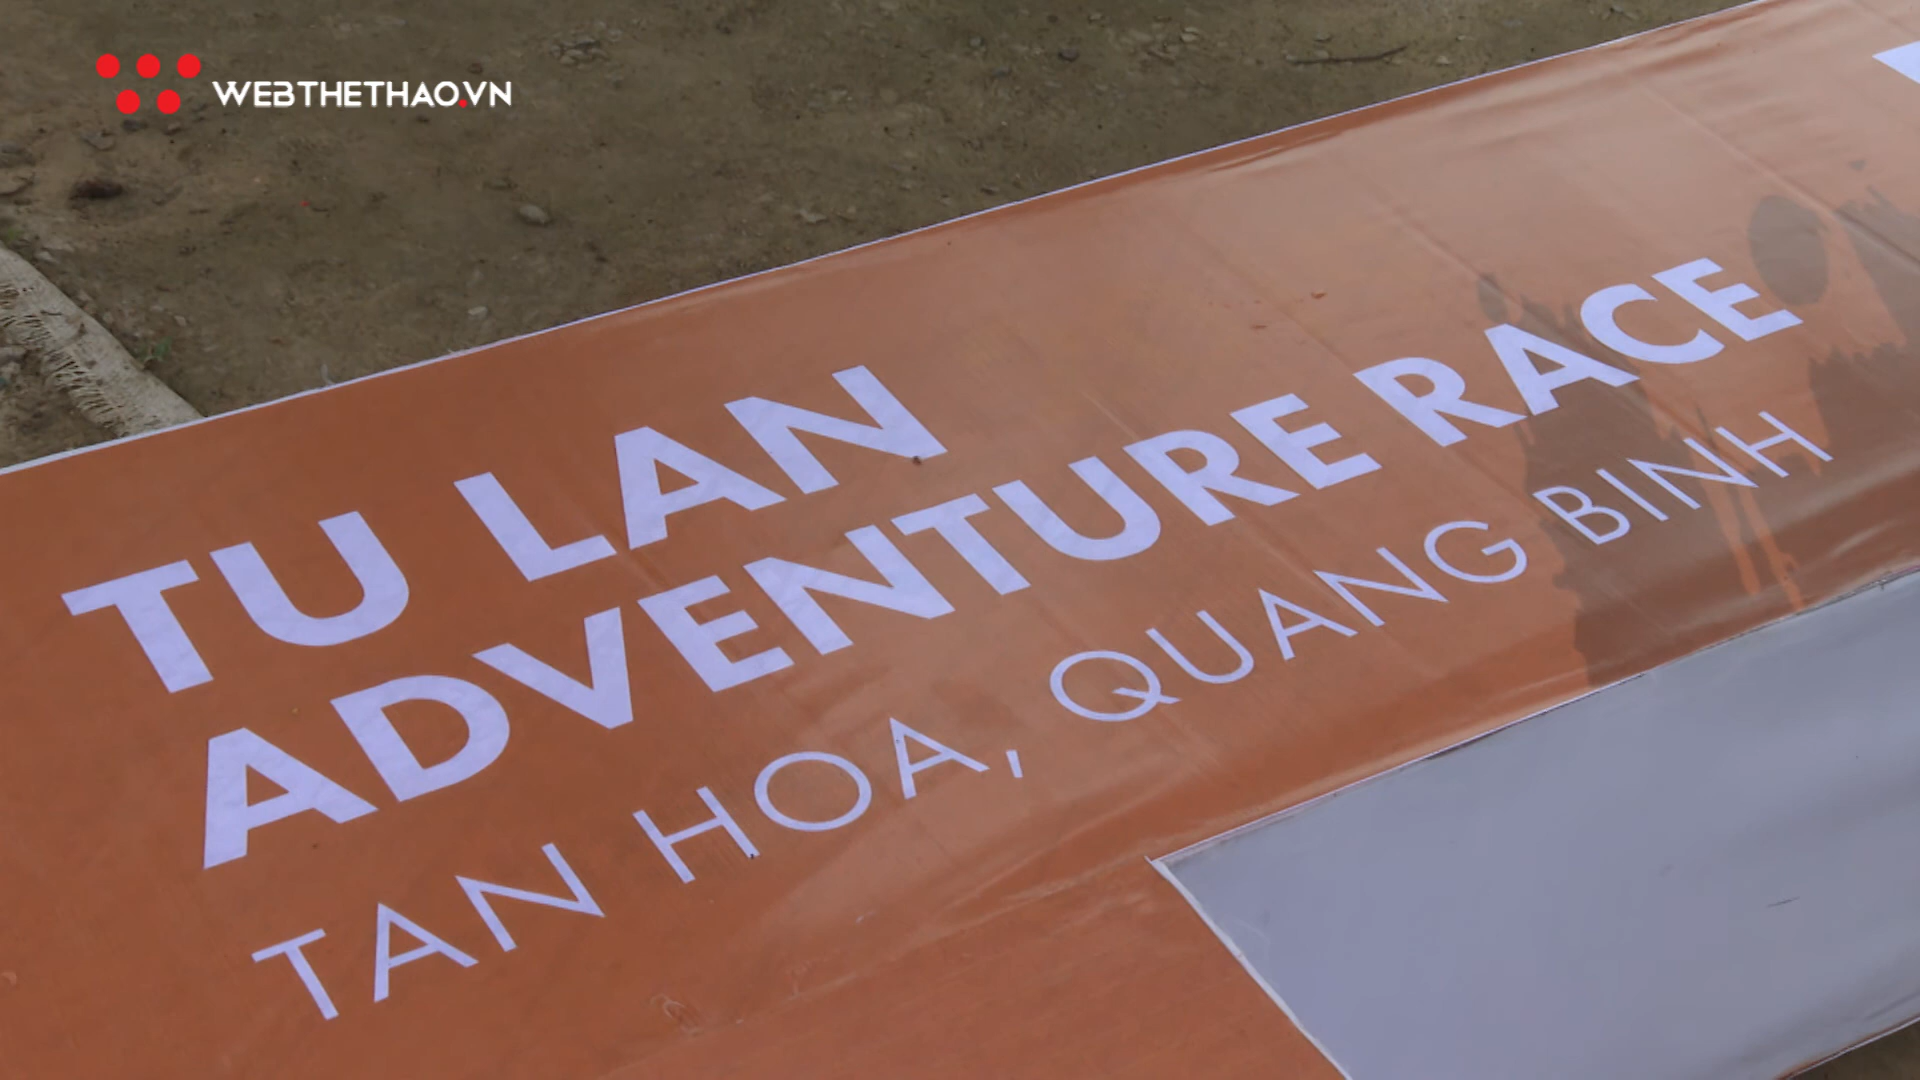 WEBTHETHAO.VN
TU LAN
ADVENTURE RACE
TAN HOA, QUANG BINH